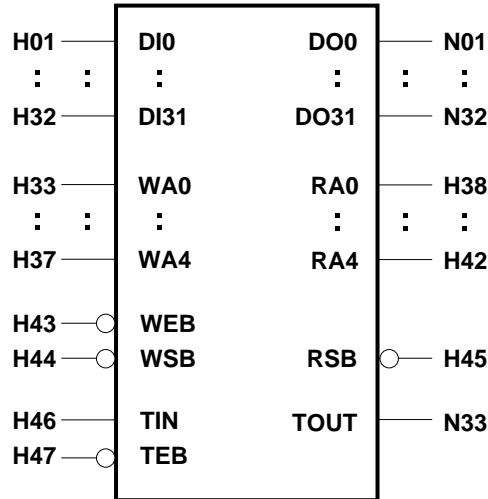 H01 DI0 DO0 N01
: : : : : :
H32 DI31 DO31 N32
H33 WA0 RA0 H38
: : : : : :
H37 WA4 RA4 H42
H43 WEB
H44 WSB RSB H45
H46 TIN TOUT N33
H47 TEB